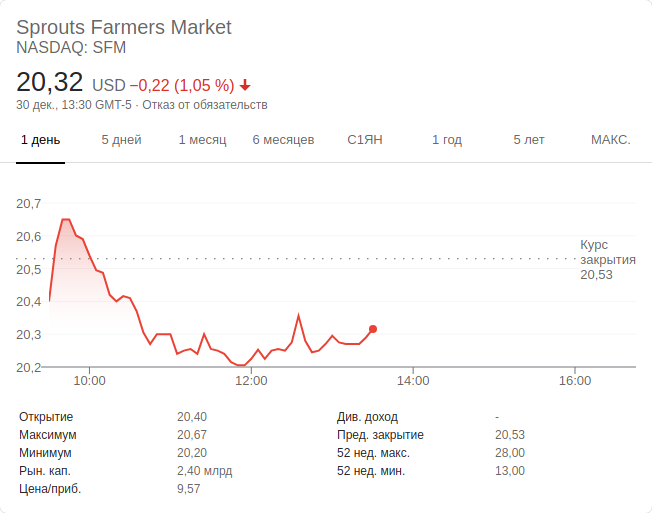 Sprouts Farmers Market
NASDAQ: SFM
20,32 USD −0,22 (1,05 %)
30 дек., 13:30 GMT-5 · Отказ от обязательств
1 день 5 дней 1 месяц 6 месяцев С1ЯН 1 год 5 лет МАКС.
20,7
20,6
20,5
20,4
20,3
20,2
Курс
закрытия
20,53
10:00 12:00 14:00 16:00
Открытие 20,40 Див. доход -
Максимум 20,67 Пред. закрытие 20,53
Минимум 20,20 52 нед. макс. 28,00
Рын. кап. 2,40 млрд 52 нед. мин. 13,00
Цена/приб. 9,57